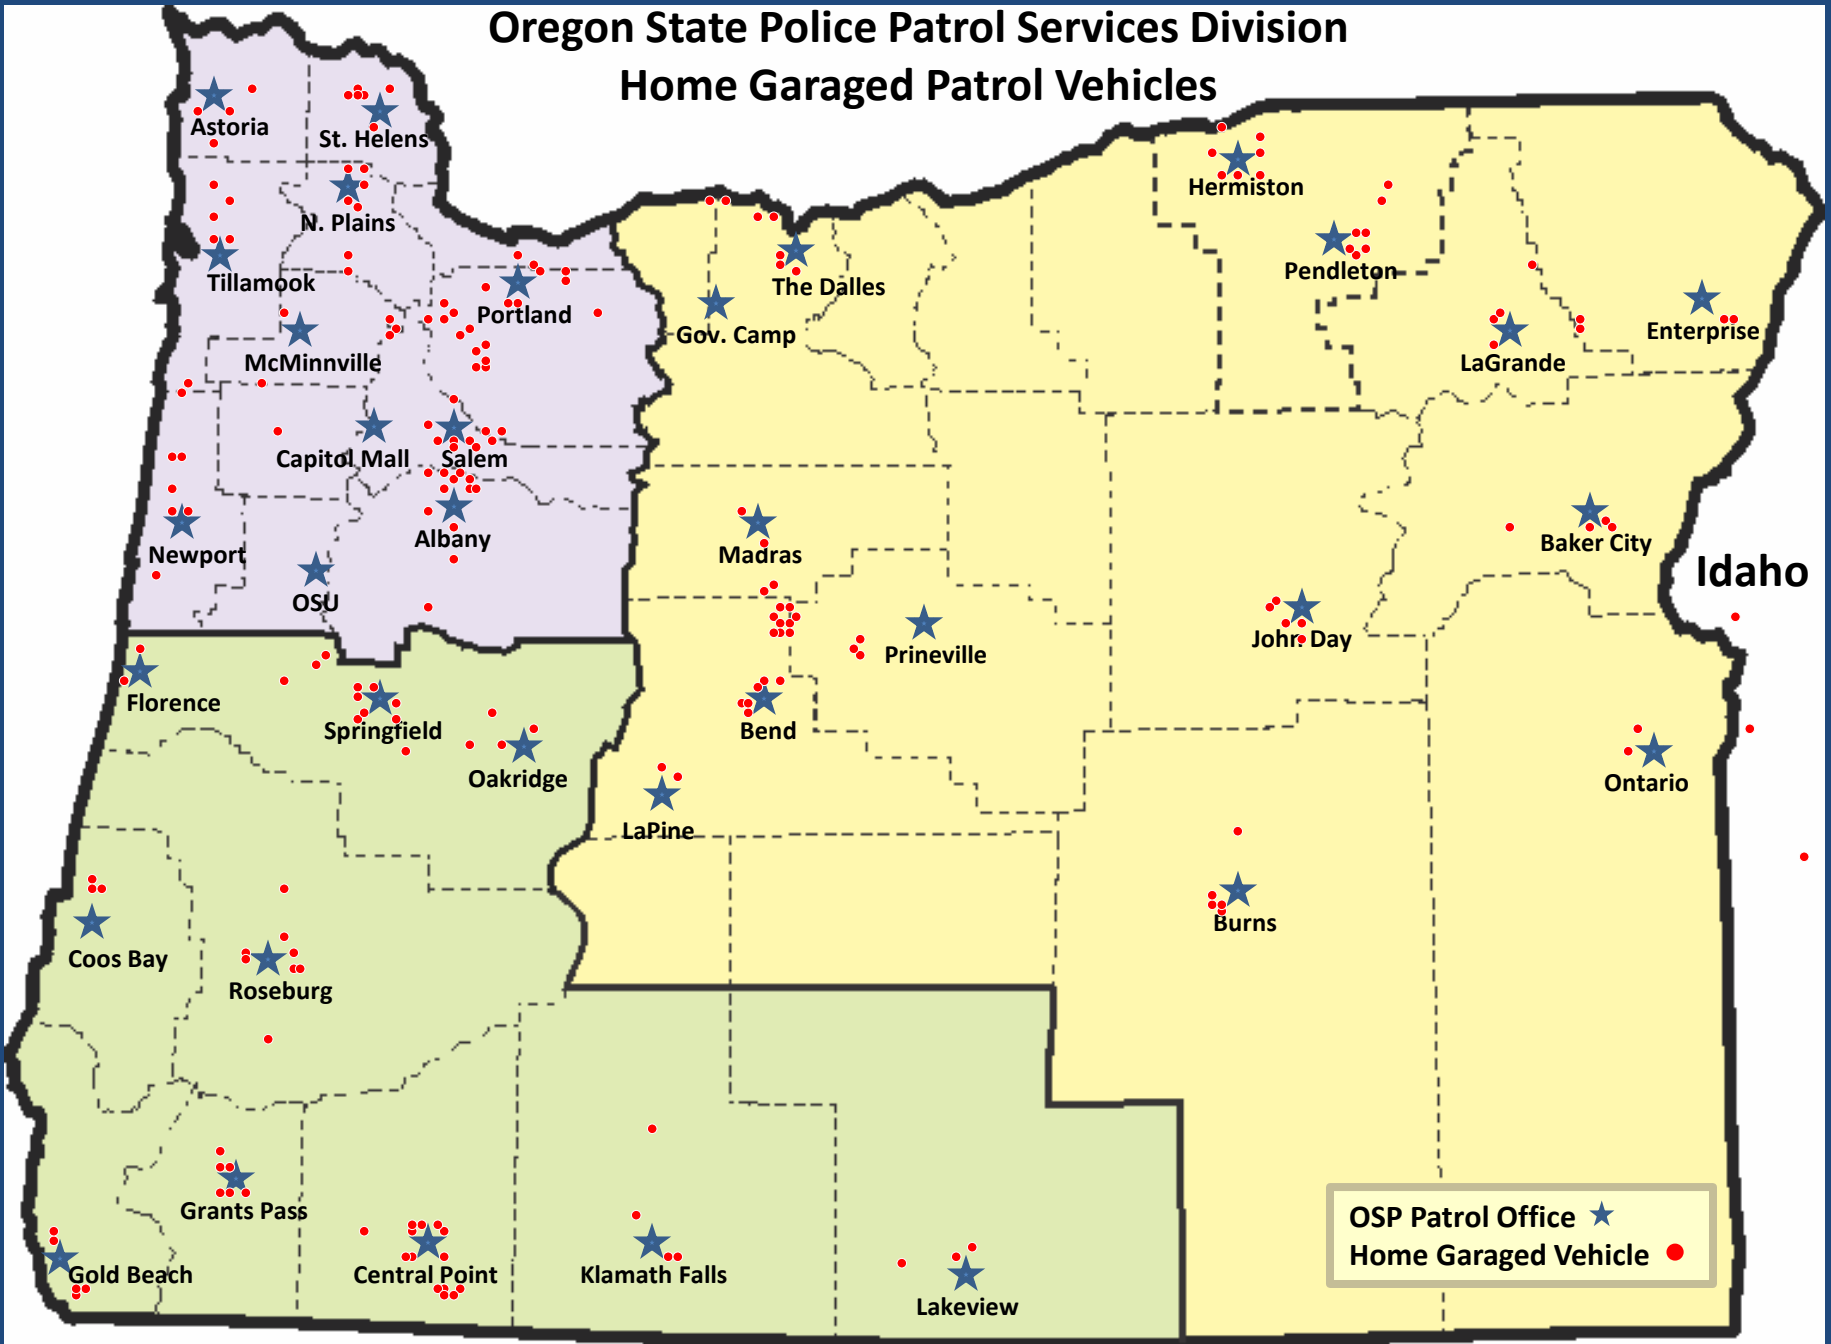 Oregon State Police Patrol Services Division
Home Garaged Patrol Vehicles
Astoria
St. Helens
Hermiston
N. Plains
Pendleton
Tillamook
The Dalles
Portland
Gov. Camp
Enterprise
McMinnville
LaGrande
Capitol Mall
Salem
Albany
Baker City
Newport
Madras
Idaho
OSU
John Day
Prineville
Florence
Springfield
Bend
Oakridge
Ontario
LaPine
Burns
Coos Bay
Roseburg
Grants Pass
OSP Patrol Office
Home Garaged Vehicle
Gold Beach
Central Point
Klamath Falls
Lakeview